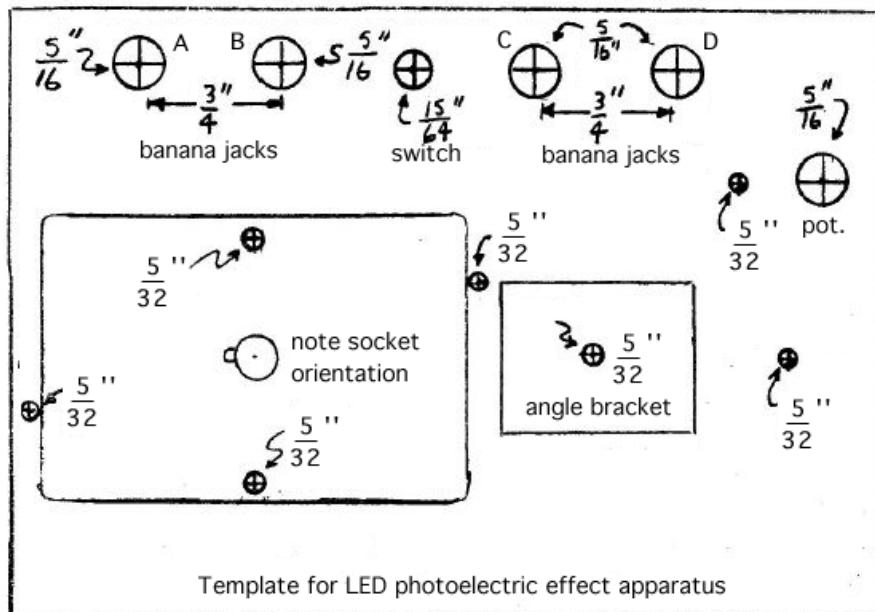 5/16" A B 5/16" C 5/16" D
3/4" 15/64" 3/4" 5/16"
banana jacks switch banana jacks
pot.
5/32" 5/32" 5/32"
note socket
orientation
5/32"
5/32" angle bracket
5/32" 5/32"
Template for LED photoelectric effect apparatus